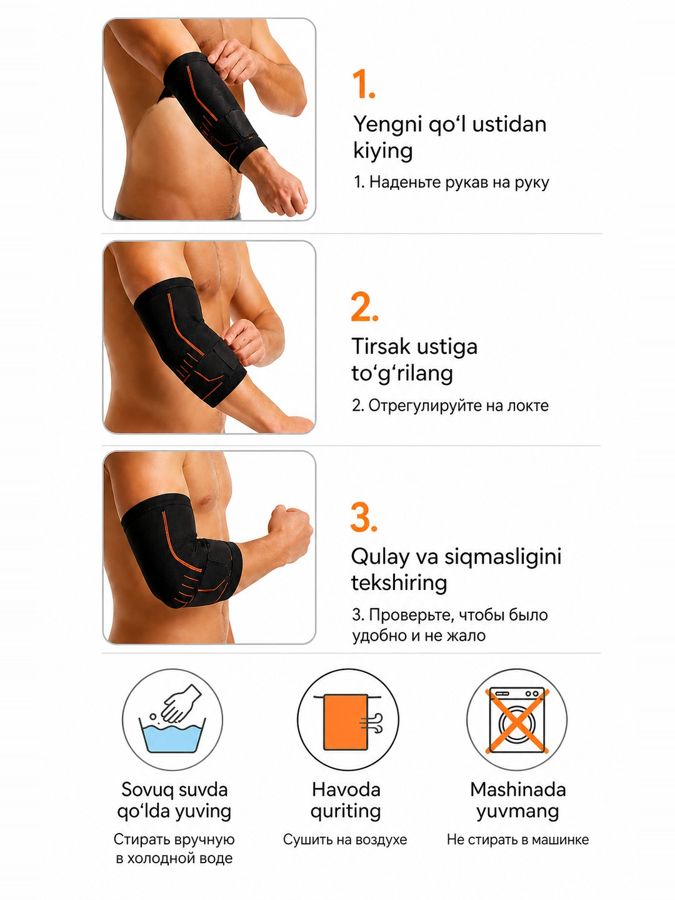 1.
Yengni qo‘l ustidan
kiying
1. Наденьте рукав на руку
2.
Tirsak ustiga
to‘g‘rilang
2. Отрегулируйте на локте
3.
Qulay va siqmasligini
tekshiring
3. Проверьте, чтобы было
удобно и не жало
Sovuq suvda
qo‘lda yuving
Стирать вручную
в холодной воде
Havoda
quriting
Сушить на воздухе
Mashinada
yuvmang
Не стирать в машинке